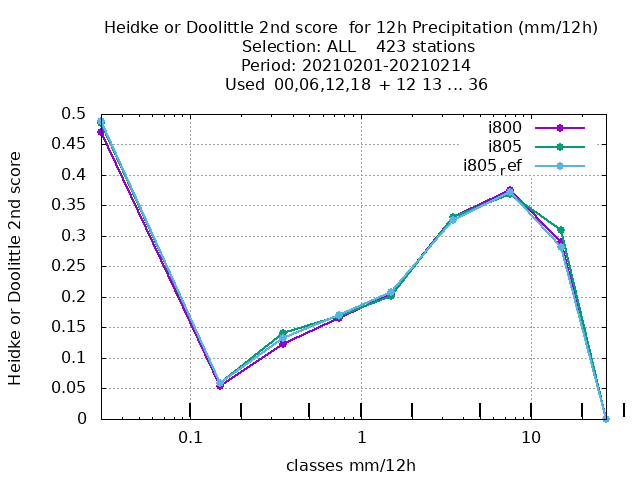 Heidke or Doolittle 2nd score  for 12h Precipitation (mm/12h)
Selection: ALL    423 stations
Period: 20210201-20210214
Used  00,06,12,18  + 12 13 ... 36
i800
i805
i805ref
0.5
0.45
0.4
0.35
0.3
0.25
0.2
0.15
0.1
0.05
0
Heidke or Doolittle 2nd score
0.1
1
10
classes mm/12h